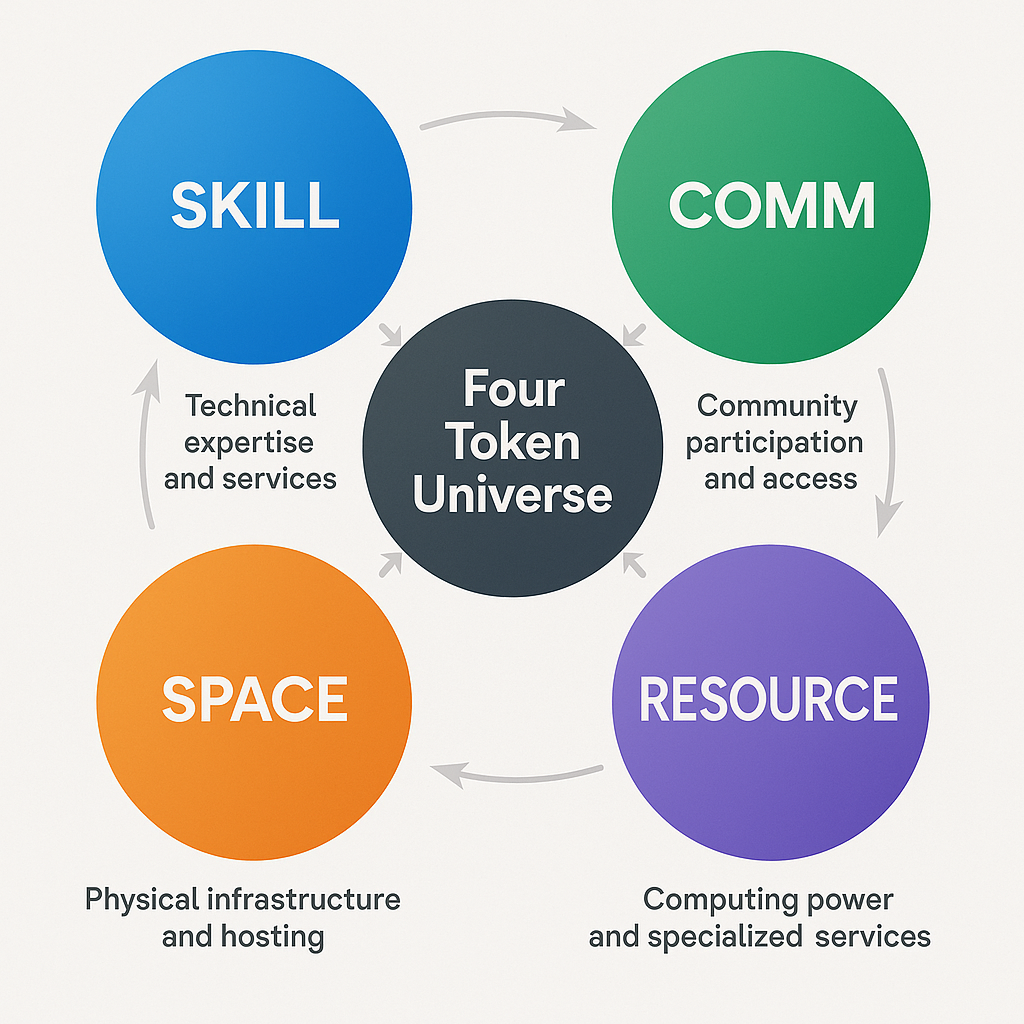 SKILL
COMM
Four
Token
Universe
Technical
expertise
and services
Community
participation
and access
SPACE
RESOURCE
Physical infrastructure
and hosting
Computing power
and specialized services